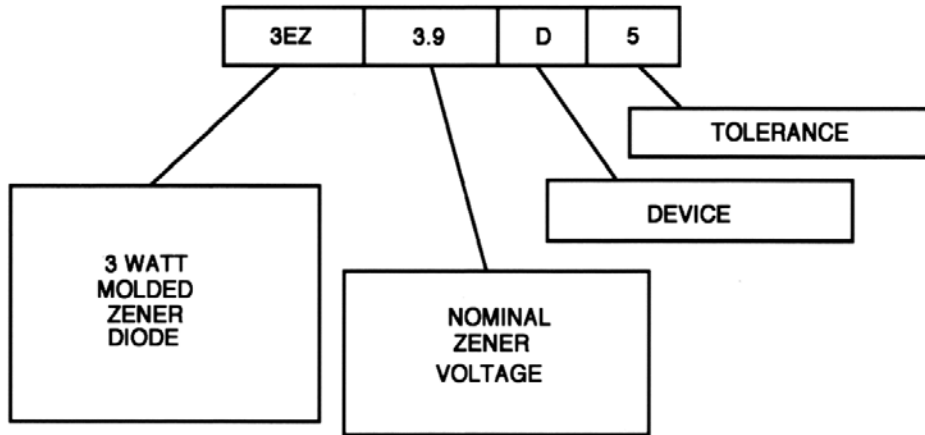 3EZ 3.9 D 5
TOLERANCE
DEVICE
3 WATT
MOLDED
ZENER
DIODE
NOMINAL
ZENER
VOLTAGE